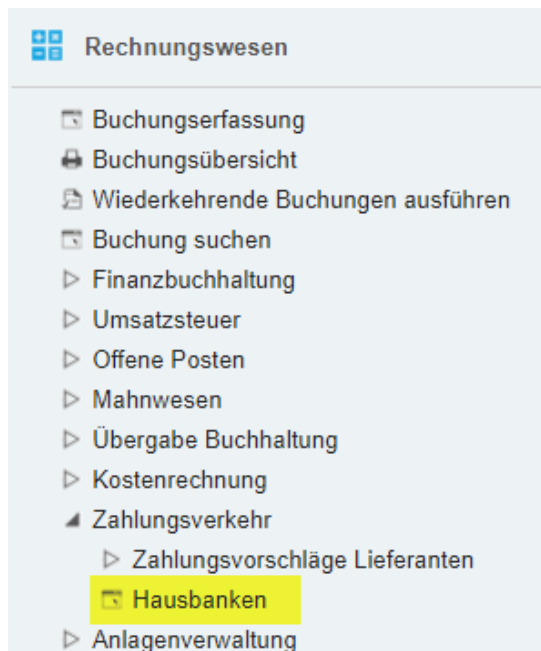 Rechnungswesen
Buchungserfassung
Buchungsübersicht
Wiederkehrende Buchungen ausführen
Buchung suchen
Finanzbuchhaltung
Umsatzsteuer
Offene Posten
Mahnwesen
Übergabe Buchhaltung
Kostenrechnung
Zahlungsverkehr
Zahlungsvorschläge Lieferanten
Hausbanken
Anlagenverwaltung